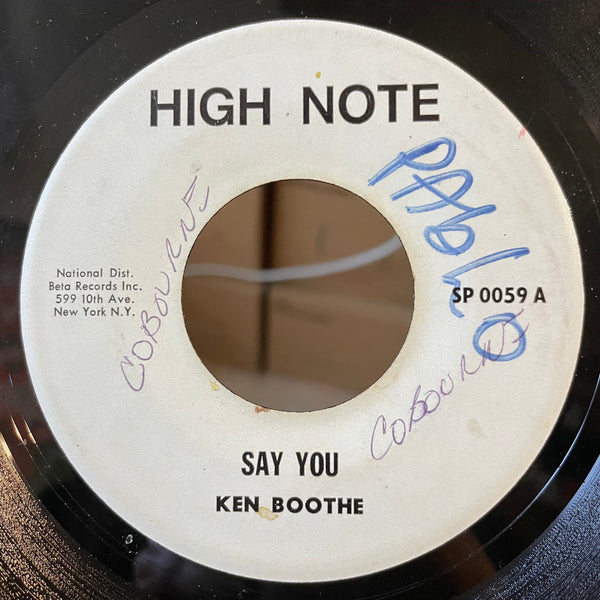 HIGH NOTE
PAblO
COBOURNE
National Dist.
Beta Records Inc.
599 10th Ave.
New York N.Y.
SP 0059 A
COBOURNE
SAY YOU
KEN BOOTHE